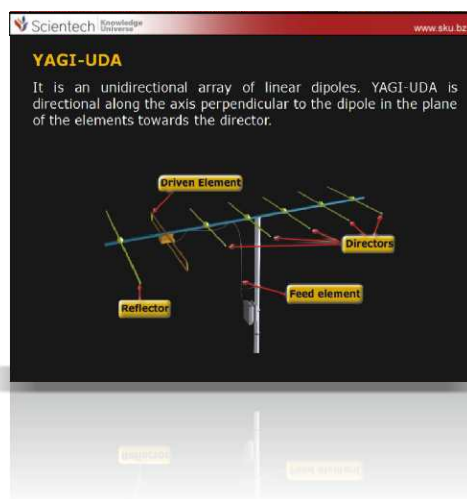 Scientech Knowledge Universe www.sku.bz
YAGI-UDA
It is an unidirectional array of linear dipoles. YAGI-UDA is
directional along the axis perpendicular to the dipole in the plane
of the elements towards the director.
Driven Element
Directors
Feed element
Reflector